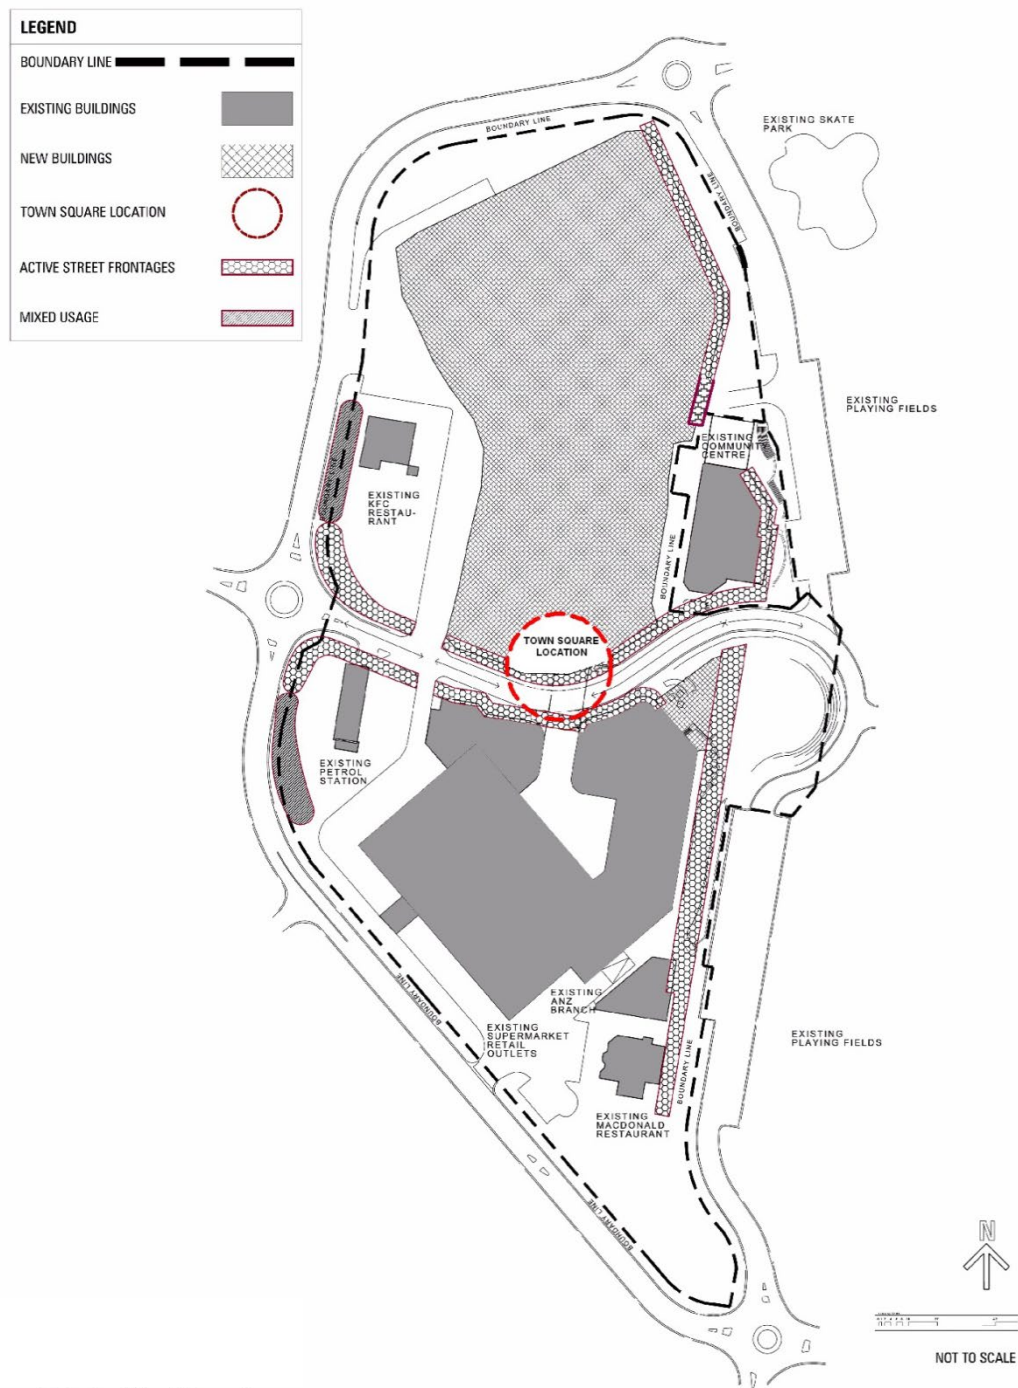 LEGEND
BOUNDARY LINE
EXISTING BUILDINGS
NEW BUILDINGS
TOWN SQUARE LOCATION
ACTIVE STREET FRONTAGES
MIXED USAGE
BOUNDARY LINE
EXISTING SKATE
PARK
BOUNDARY LINE
EXISTING
PLAYING FIELDS
EXISTING
COMMUNITY
CENTRE
BOUNDARY LINE
EXISTING
KFC
RESTAU-
RANT
BOUNDARY LINE
TOWN SQUARE
LOCATION
EXISTING
PETROL
STATION
BOUNDARY LINE
EXISTING
ANZ
BRANCH
EXISTING
SUPERMARKET
RETAIL
OUTLETS
EXISTING
PLAYING FIELDS
BOUNDARY LINE
EXISTING
MACDONALD
RESTAURANT
BOUNDARY LINE
N
NOT TO SCALE